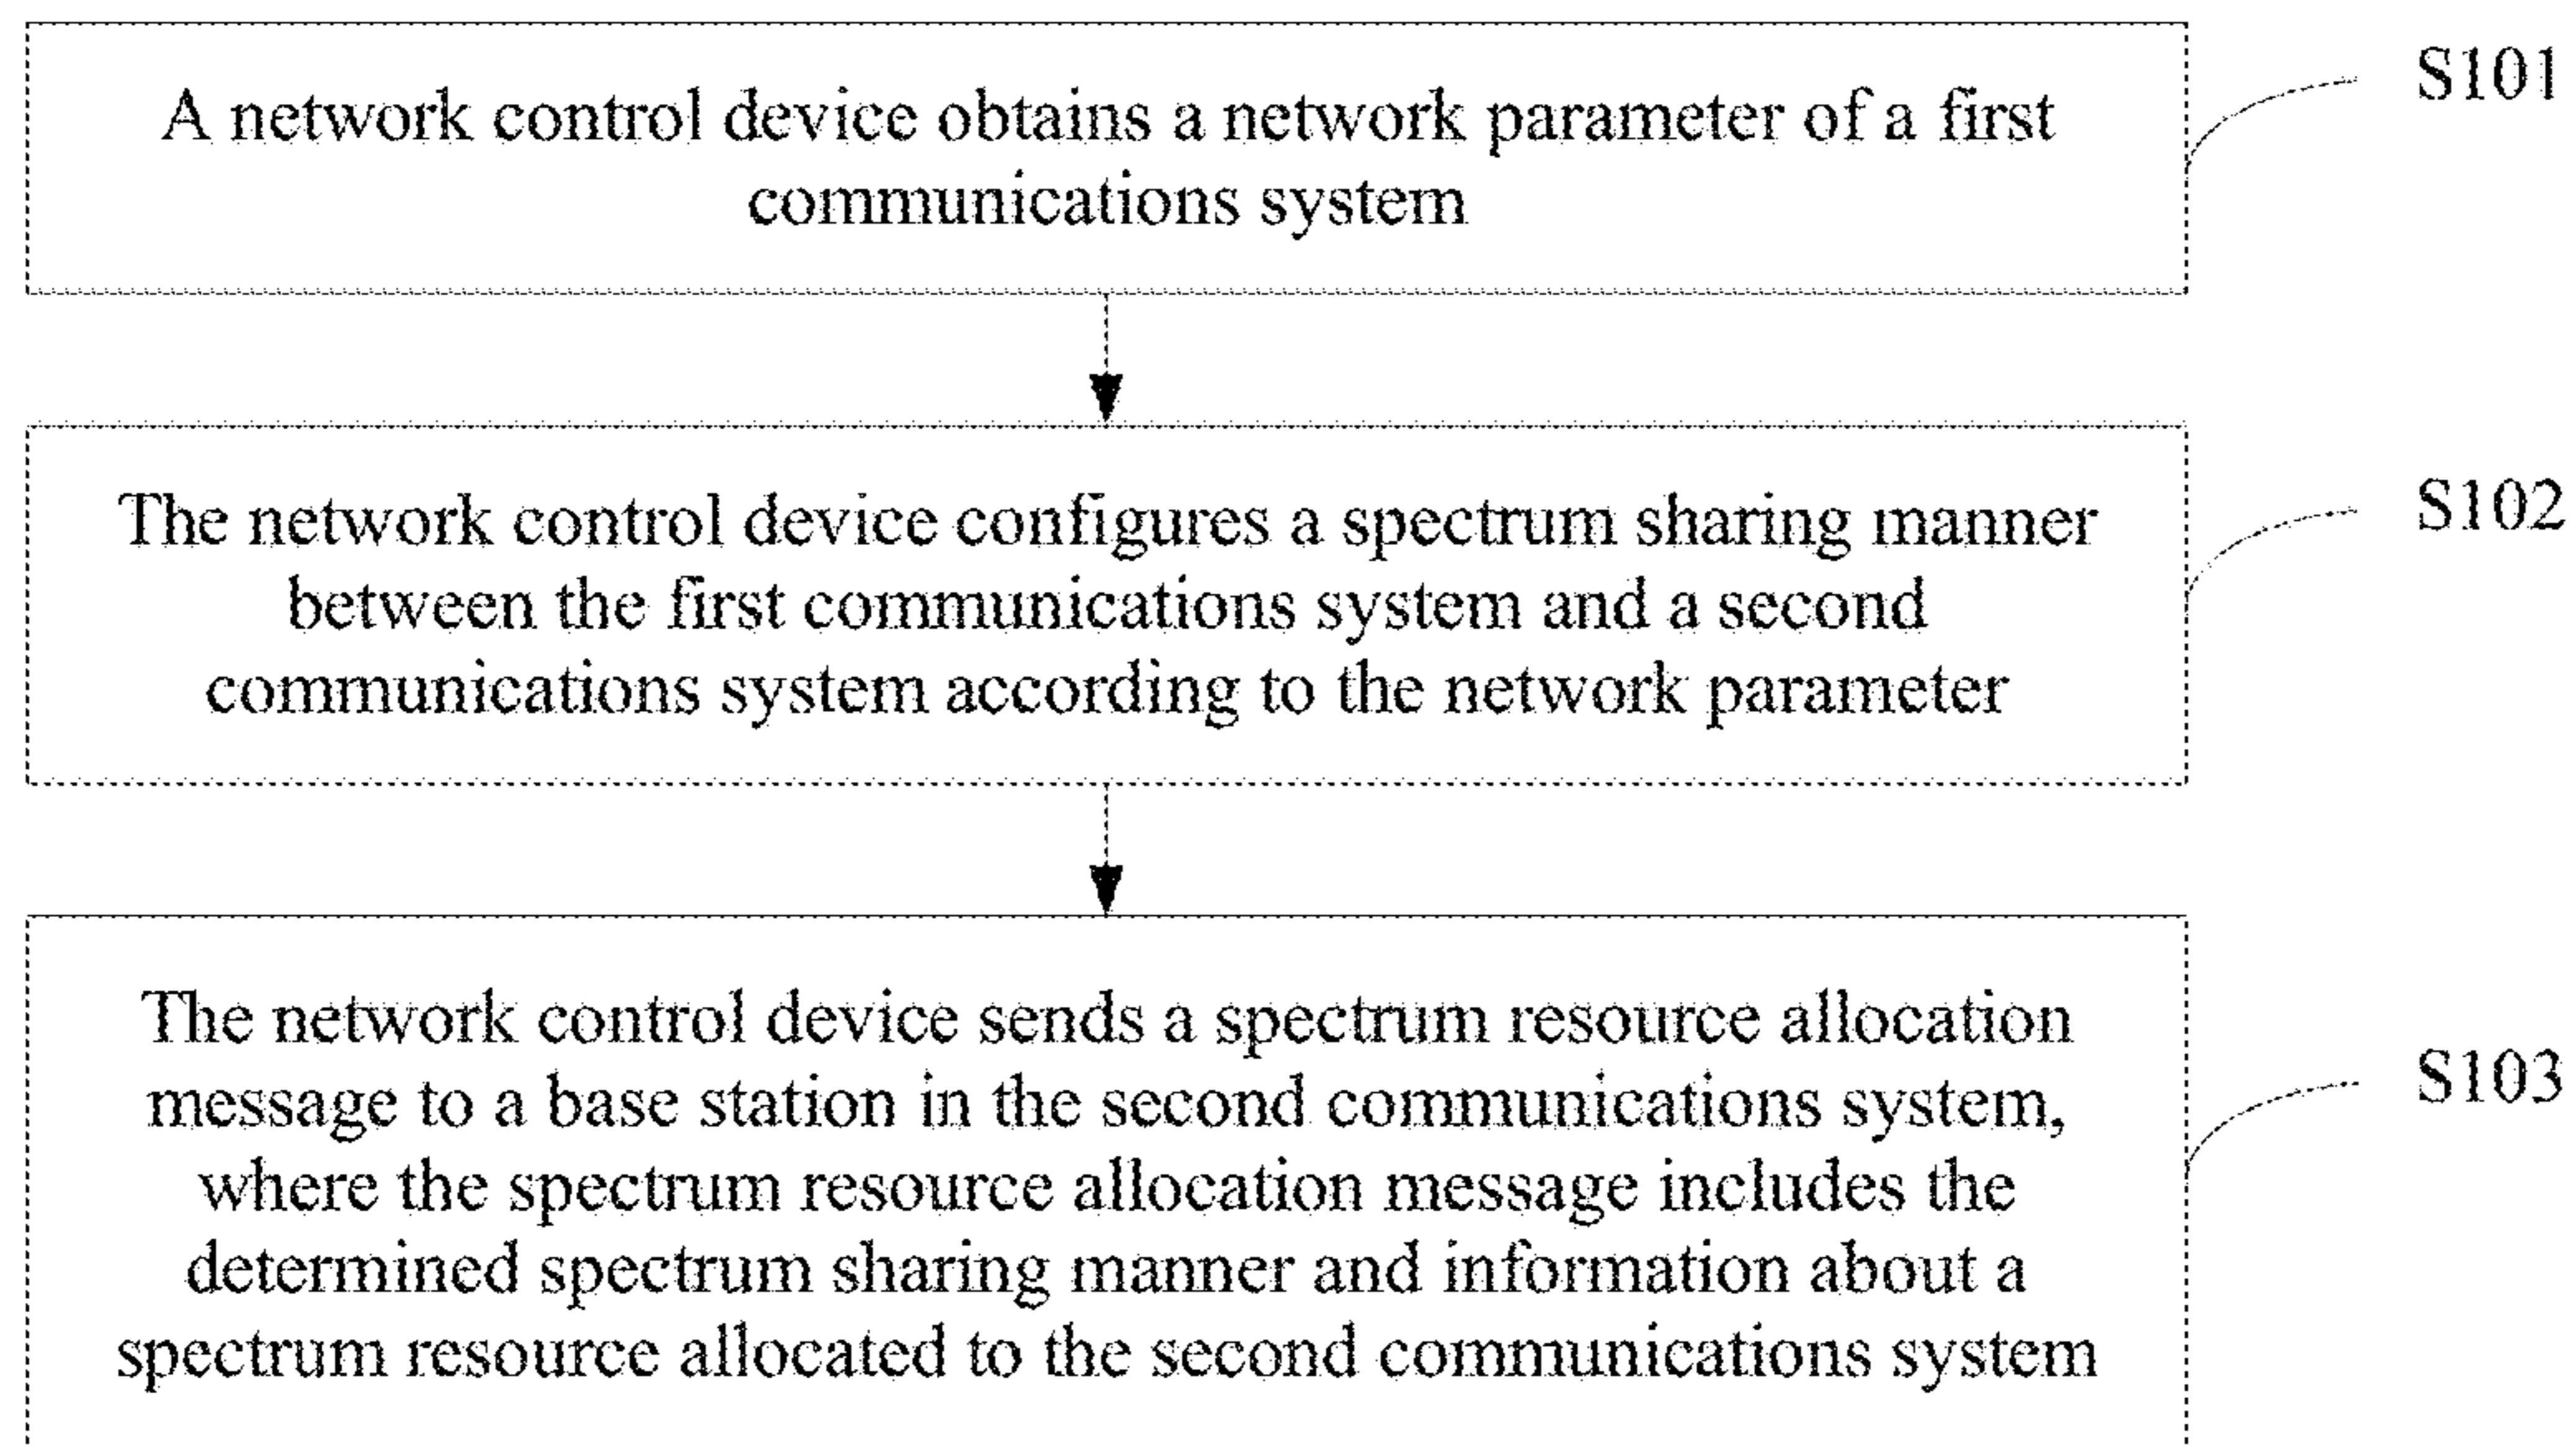 A network control device obtains a network parameter of a first
communications system
S101
The network control device configures a spectrum sharing manner
between the first communications system and a second
communications system according to the network parameter
S102
The network control device sends a spectrum resource allocation
message to a base station in the second communications system,
where the spectrum resource allocation message includes the
determined spectrum sharing manner and information about a
spectrum resource allocated to the second communications system
S103